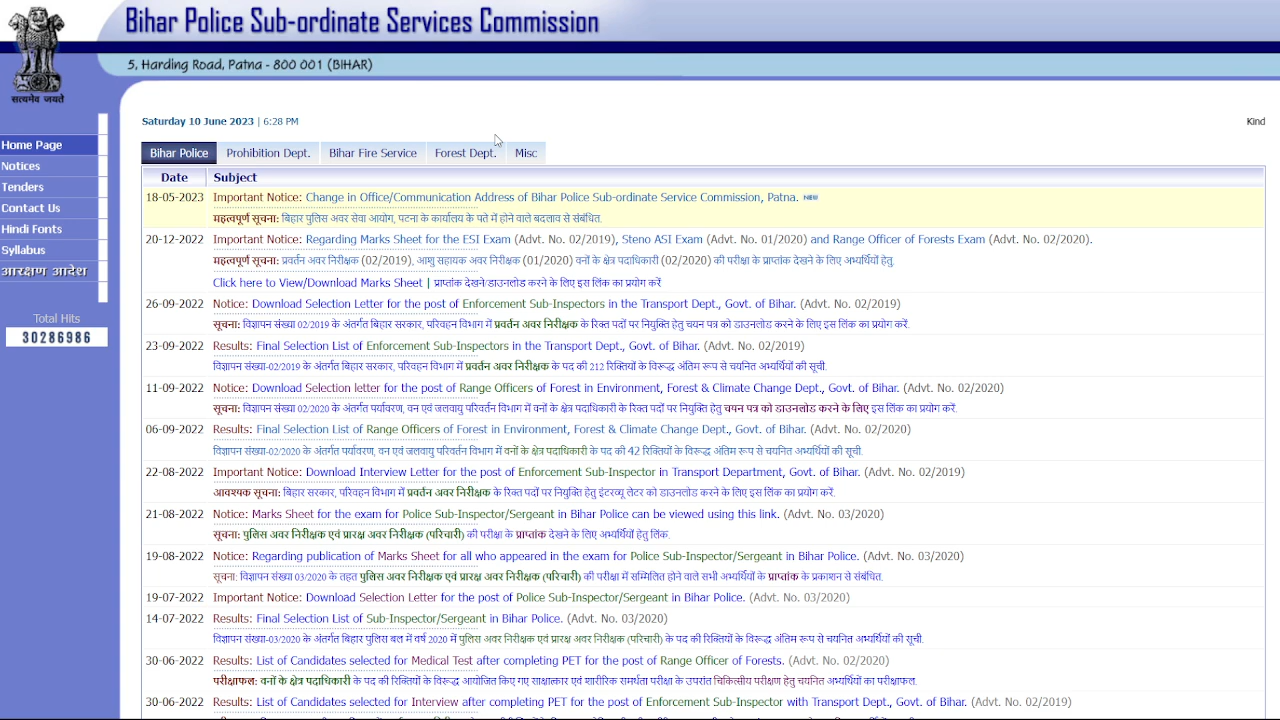 Bihar Police Sub-ordinate Services Commission
5, Harding Road, Patna - 800 001 (BIHAR)
सत्यमेव जयते
Saturday 10 June 2023 | 6:28 PM
Kind
Home Page
Notices
Tenders
Contact Us
Hindi Fonts
Syllabus
आरक्षण आदेश
Total Hits
30286986
Bihar Police Prohibition Dept. Bihar Fire Service Forest Dept. Misc
Date Subject
18-05-2023 Important Notice: Change in Office/Communication Address of Bihar Police Sub-ordinate Service Commission, Patna. NEW
महत्वपूर्ण सूचना: बिहार पुलिस अवर सेवा आयोग, पटना के कार्यालय के पते में होने वाले बदलाव से संबंधित.
20-12-2022 Important Notice: Regarding Marks Sheet for the ESI Exam (Advt. No. 02/2019), Steno ASI Exam (Advt. No. 01/2020) and Range Officer of Forests Exam (Advt. No. 02/2020).
महत्वपूर्ण सूचना: प्रवर्तन अवर निरीक्षक (02/2019), आशु सहायक अवर निरीक्षक (01/2020) वनों के क्षेत्र पदाधिकारी (02/2020) की परीक्षा के प्राप्तांक देखने के लिए अभ्यर्थियों हेतु.
Click here to View/Download Marks Sheet | प्राप्तांक देखने/डाउनलोड करने के लिए इस लिंक का प्रयोग करें
26-09-2022 Notice: Download Selection Letter for the post of Enforcement Sub-Inspectors in the Transport Dept., Govt. of Bihar. (Advt. No. 02/2019)
सूचना: विज्ञापन संख्या 02/2019 के अंतर्गत बिहार सरकार, परिवहन विभाग में प्रवर्तन अवर निरीक्षक के रिक्त पदों पर नियुक्ति हेतु चयन पत्र को डाउनलोड करने के लिए इस लिंक का प्रयोग करें.
23-09-2022 Results: Final Selection List of Enforcement Sub-Inspectors in the Transport Dept., Govt. of Bihar. (Advt. No. 02/2019)
विज्ञापन संख्या-02/2019 के अंतर्गत बिहार सरकार, परिवहन विभाग में प्रवर्तन अवर निरीक्षक के पद की 212 रिक्तियों के विरूद्ध अंतिम रूप से चयनित अभ्यर्थियों की सूची.
11-09-2022 Notice: Download Selection letter for the post of Range Officers of Forest in Environment, Forest & Climate Change Dept., Govt. of Bihar. (Advt. No. 02/2020)
सूचना: विज्ञापन संख्या 02/2020 के अंतर्गत पर्यावरण, वन एवं जलवायु परिवर्तन विभाग में वनों के क्षेत्र पदाधिकारी के रिक्त पदों पर नियुक्ति हेतु चयन पत्र को डाउनलोड करने के लिए इस लिंक का प्रयोग करें.
06-09-2022 Results: Final Selection List of Range Officers of Forest in Environment, Forest & Climate Change Dept., Govt. of Bihar. (Advt. No. 02/2020)
विज्ञापन संख्या-02/2020 के अंतर्गत पर्यावरण, वन एवं जलवायु परिवर्तन विभाग में वनों के क्षेत्र पदाधिकारी के पद की 42 रिक्तियों के विरूद्ध अंतिम रूप से चयनित अभ्यर्थियों की सूची.
22-08-2022 Important Notice: Download Interview Letter for the post of Enforcement Sub-Inspector in Transport Department, Govt. of Bihar. (Advt. No. 02/2019)
आवश्यक सूचना: बिहार सरकार, परिवहन विभाग में प्रवर्तन अवर निरीक्षक के रिक्त पदों पर नियुक्ति हेतु इंटरव्यू लेटर को डाउनलोड करने के लिए इस लिंक का प्रयोग करें.
21-08-2022 Notice: Marks Sheet for the exam for Police Sub-Inspector/Sergeant in Bihar Police can be viewed using this link. (Advt. No. 03/2020)
सूचना: पुलिस अवर निरीक्षक एवं प्रारक्ष अवर निरीक्षक (परिचारी) की परीक्षा के प्राप्तांक देखने के लिए अभ्यर्थियों हेतु लिंक.
19-08-2022 Notice: Regarding publication of Marks Sheet for all who appeared in the exam for Police Sub-Inspector/Sergeant in Bihar Police. (Advt. No. 03/2020)
सूचना: विज्ञापन संख्या 03/2020 के तहत पुलिस अवर निरीक्षक एवं प्रारक्ष अवर निरीक्षक (परिचारी) की परीक्षा में सम्मिलित होने वाले सभी अभ्यर्थियों के प्राप्तांक के प्रकाशन से संबंधित.
19-07-2022 Important Notice: Download Selection Letter for the post of Police Sub-Inspector/Sergeant in Bihar Police. (Advt. No. 03/2020)
14-07-2022 Results: Final Selection List of Sub-Inspector/Sergeant in Bihar Police. (Advt. No. 03/2020)
विज्ञापन संख्या-03/2020 के अंतर्गत बिहार पुलिस बल में वर्ष 2020 में पुलिस अवर निरीक्षक एवं प्रारक्ष अवर निरीक्षक (परिचारी) के पद की रिक्तियों के विरूद्ध अंतिम रूप से चयनित अभ्यर्थियों की सूची.
30-06-2022 Results: List of Candidates selected for Medical Test after completing PET for the post of Range Officer of Forests. (Advt. No. 02/2020)
परीक्षाफल: वनों के क्षेत्र पदाधिकारी के पद की रिक्तियों के विरूद्ध आयोजित किए गए साक्षात्कार एवं शारीरिक समर्थता परीक्षा के उपरांत चिकित्सीय परीक्षण हेतु चयनित अभ्यर्थियों का परीक्षाफल.
30-06-2022 Results: List of Candidates selected for Interview after completing PET for the post of Enforcement Sub-Inspector with Transport Dept., Govt. of Bihar. (Advt. No. 02/2019)